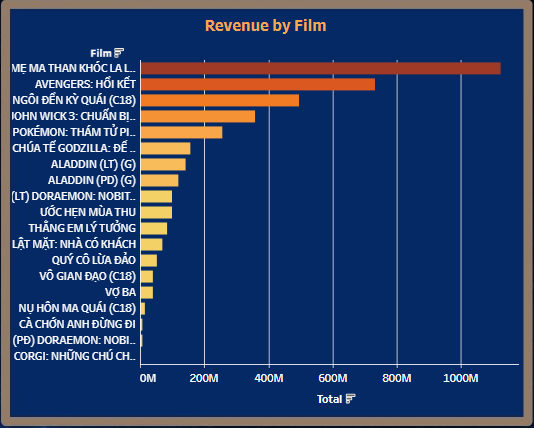 Revenue by Film
Film
MẸ MA THAN KHÓC LA L..
AVENGERS: HỒI KẾT
NGÔI ĐỀN KỲ QUÁI (C18)
JOHN WICK 3: CHUẨN BỊ..
POKÉMON: THÁM TỬ PI..
CHÚA TỂ GODZILLA: ĐẾ ..
ALADDIN (LT) (G)
ALADDIN (PĐ) (G)
(LT) DORAEMON: NOBIT..
ƯỚC HẸN MÙA THU
THẰNG EM LÝ TƯỞNG
LẬT MẶT: NHÀ CÓ KHÁCH
QUÝ CÔ LỪA ĐẢO
VÔ GIAN ĐẠO (C18)
VỢ BA
NỤ HÔN MA QUÁI (C18)
CÀ CHỚN ANH ĐỪNG ĐI
(PĐ) DORAEMON: NOBI..
CORGI: NHỮNG CHÚ CH..
0M 200M 400M 600M 800M 1000M
Total